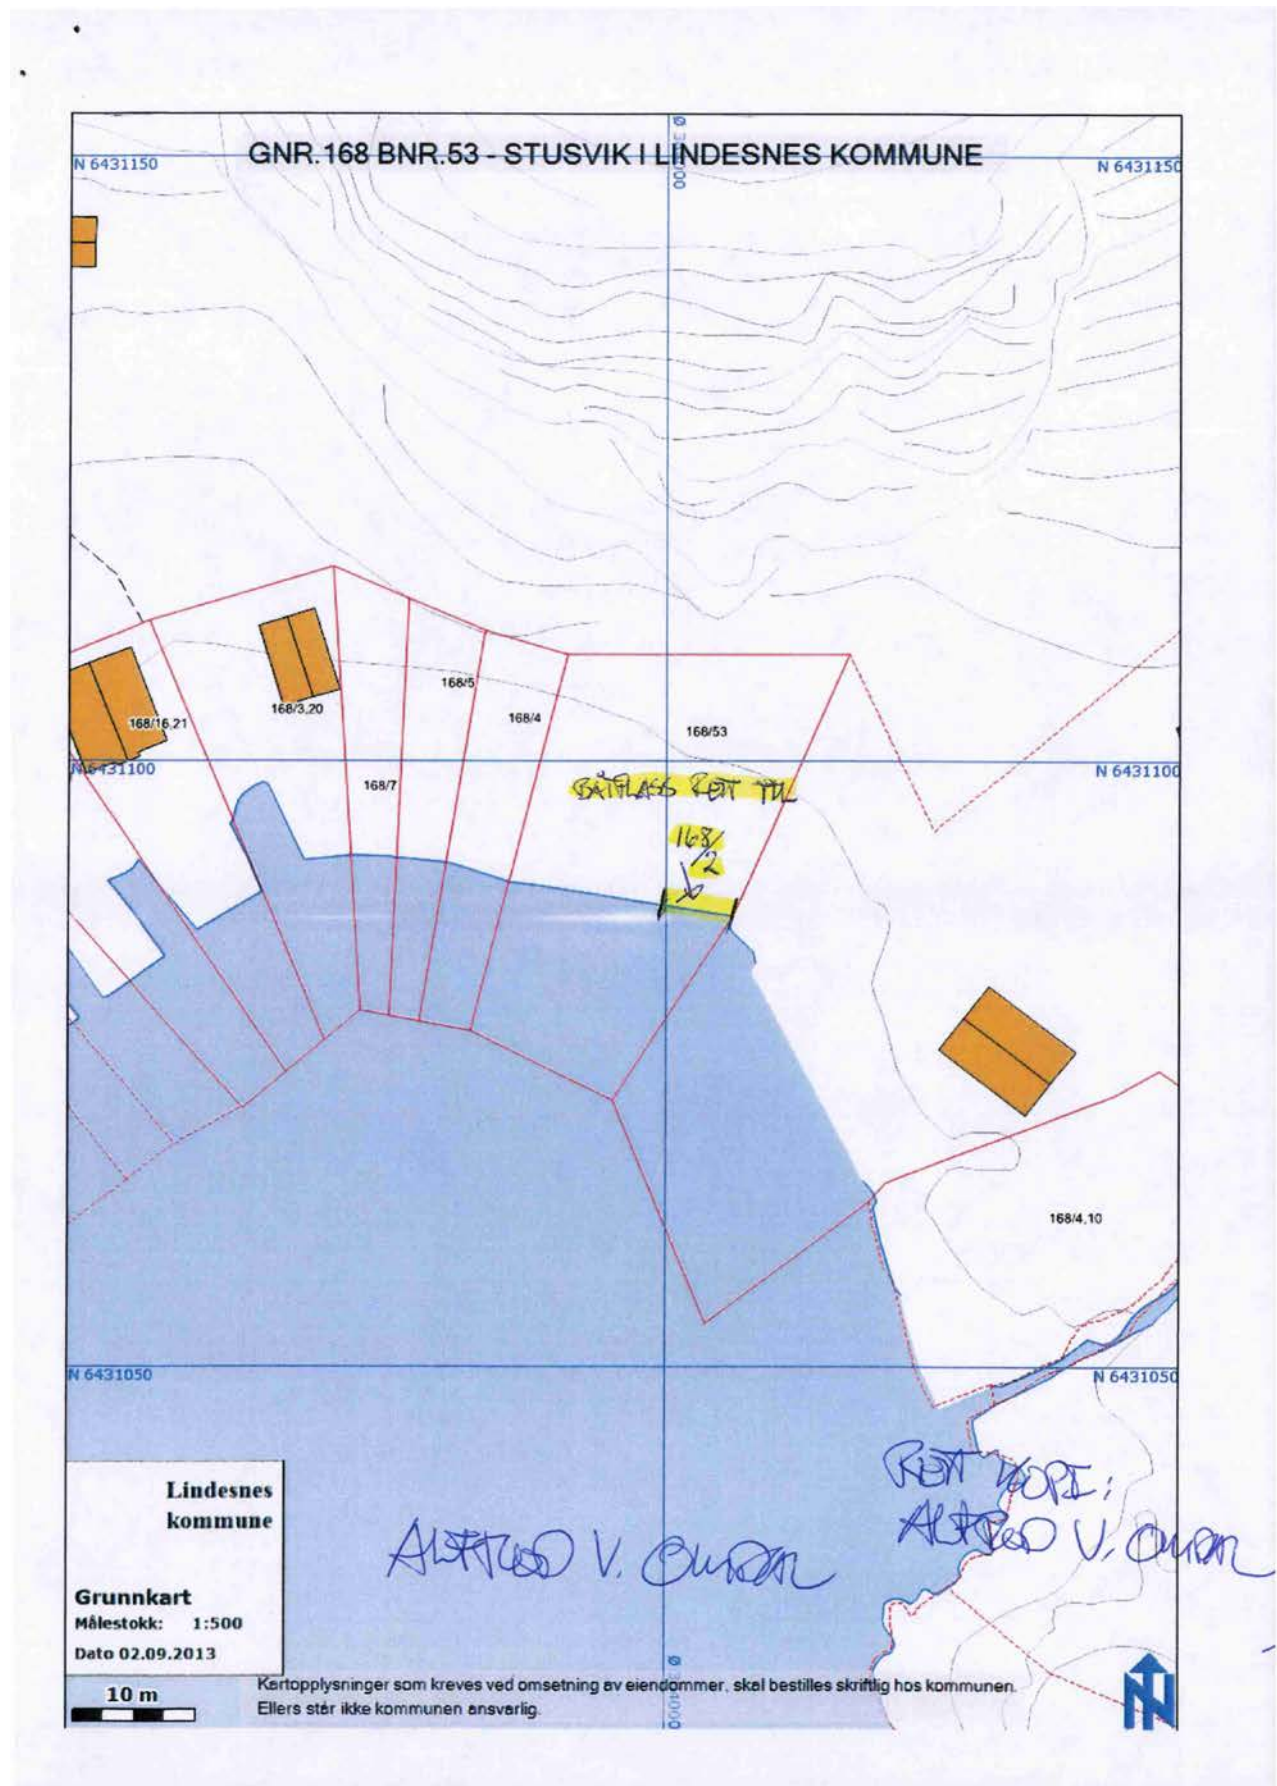 GNR.168 BNR.53 - STUSVIK I LINDESNES KOMMUNE
N 6431150
N 6431150
168/16,21
168/3,20
168/5
168/4
168/53
N 6431100
N 6431100
168/7
BÅTPLASS RETT TIL
168/2
168/4,10
N 6431050
N 6431050
RETT KOPI:
Lindesnes
kommune
Grunnkart
Målestokk: 1:500
Dato 02.09.2013
10 m
Kartopplysninger som kreves ved omsetning av eiendommer, skal bestilles skriftlig hos kommunen.
Ellers står ikke kommunen ansvarlig.
N